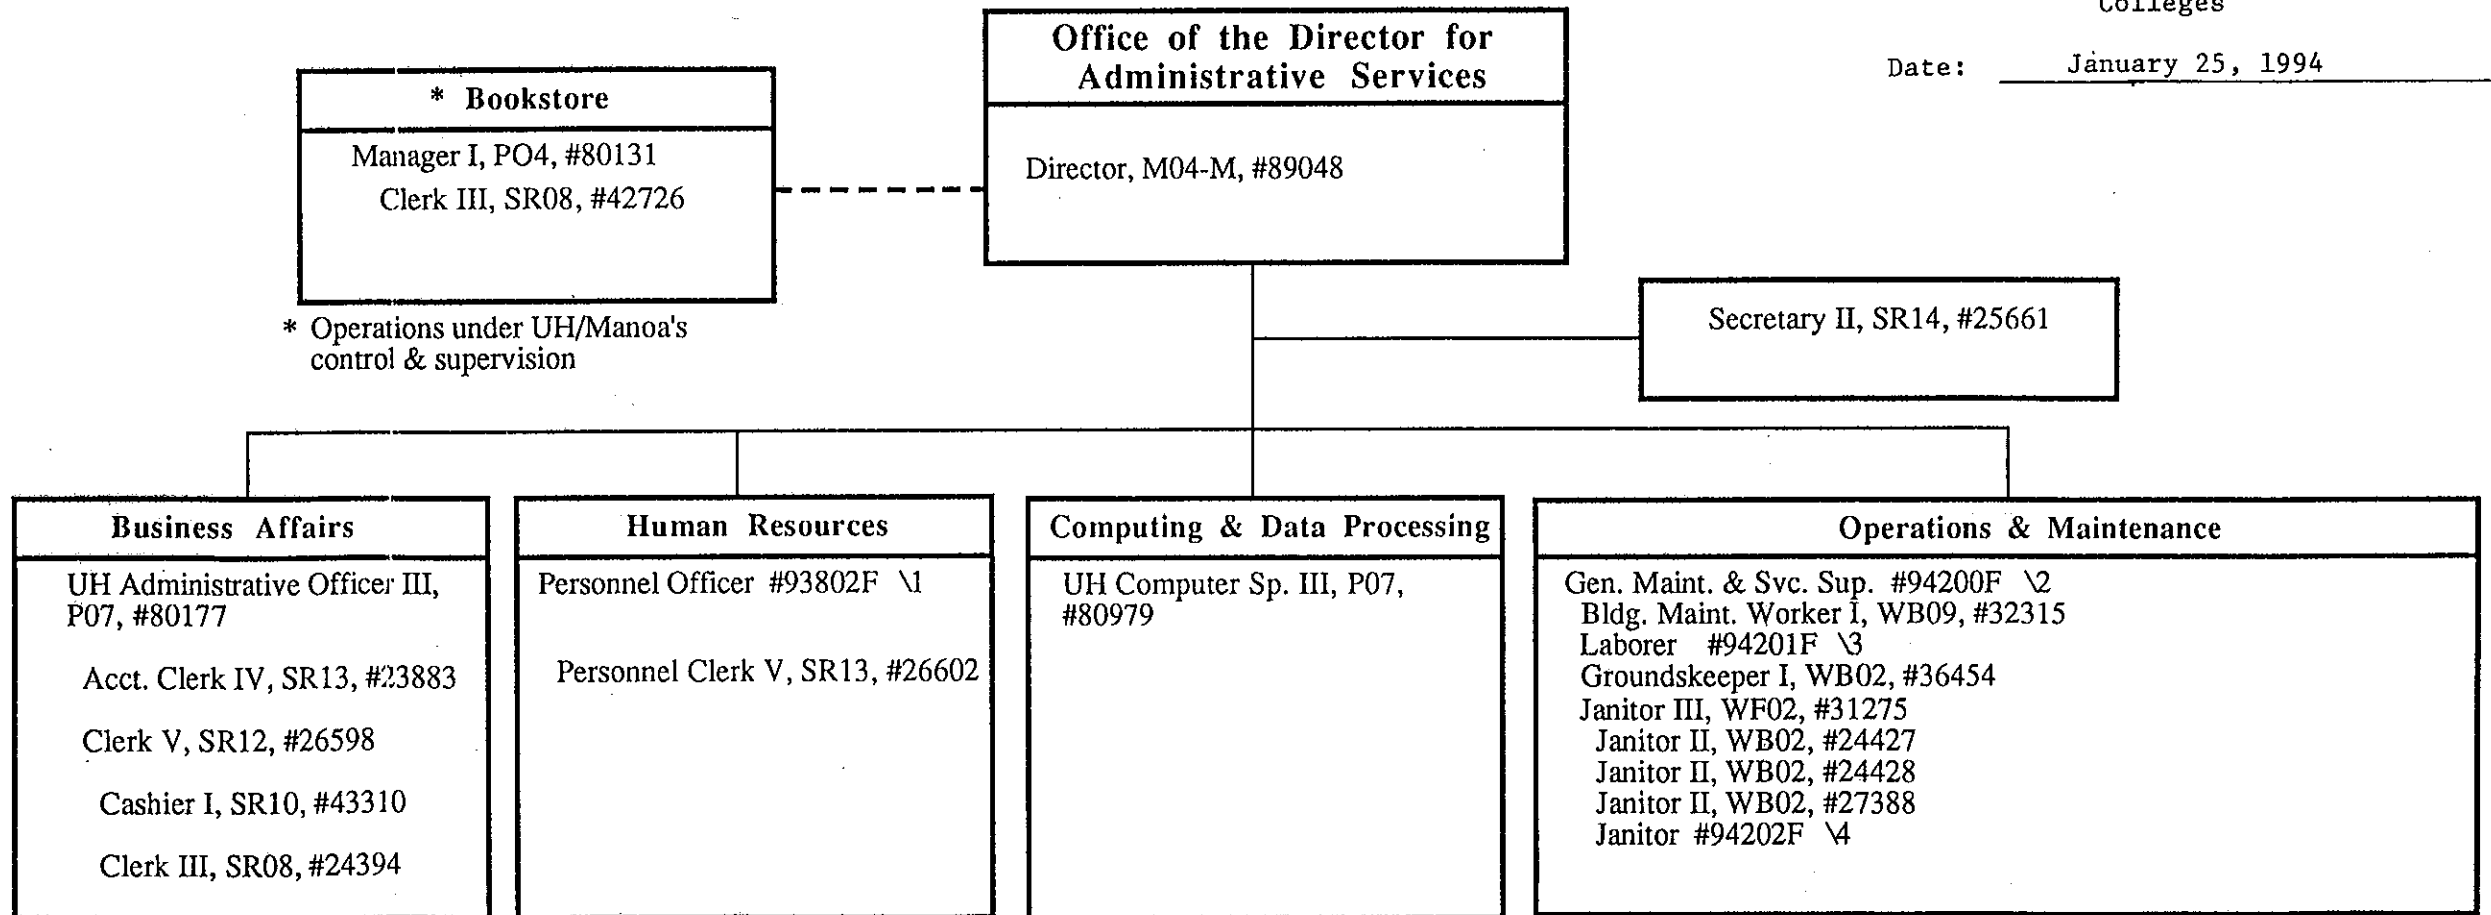 Colleges
Date: January 25, 1994
Office of the Director for
Administrative Services
Director, M04-M, #89048
* Bookstore
Manager I, PO4, #80131
Clerk III, SR08, #42726
* Operations under UH/Manoa's
control & supervision
Secretary II, SR14, #25661
Business Affairs
UH Administrative Officer III,
P07, #80177
Acct. Clerk IV, SR13, #23883
Clerk V, SR12, #26598
Cashier I, SR10, #43310
Clerk III, SR08, #24394
Human Resources
Personnel Officer #93802F \1
Personnel Clerk V, SR13, #26602
Computing & Data Processing
UH Computer Sp. III, P07,
#80979
Operations & Maintenance
Gen. Maint. & Svc. Sup. #94200F \2
Bldg. Maint. Worker I, WB09, #32315
Laborer #94201F \3
Groundskeeper I, WB02, #36454
Janitor III, WF02, #31275
Janitor II, WB02, #24427
Janitor II, WB02, #24428
Janitor II, WB02, #27388
Janitor #94202F \4